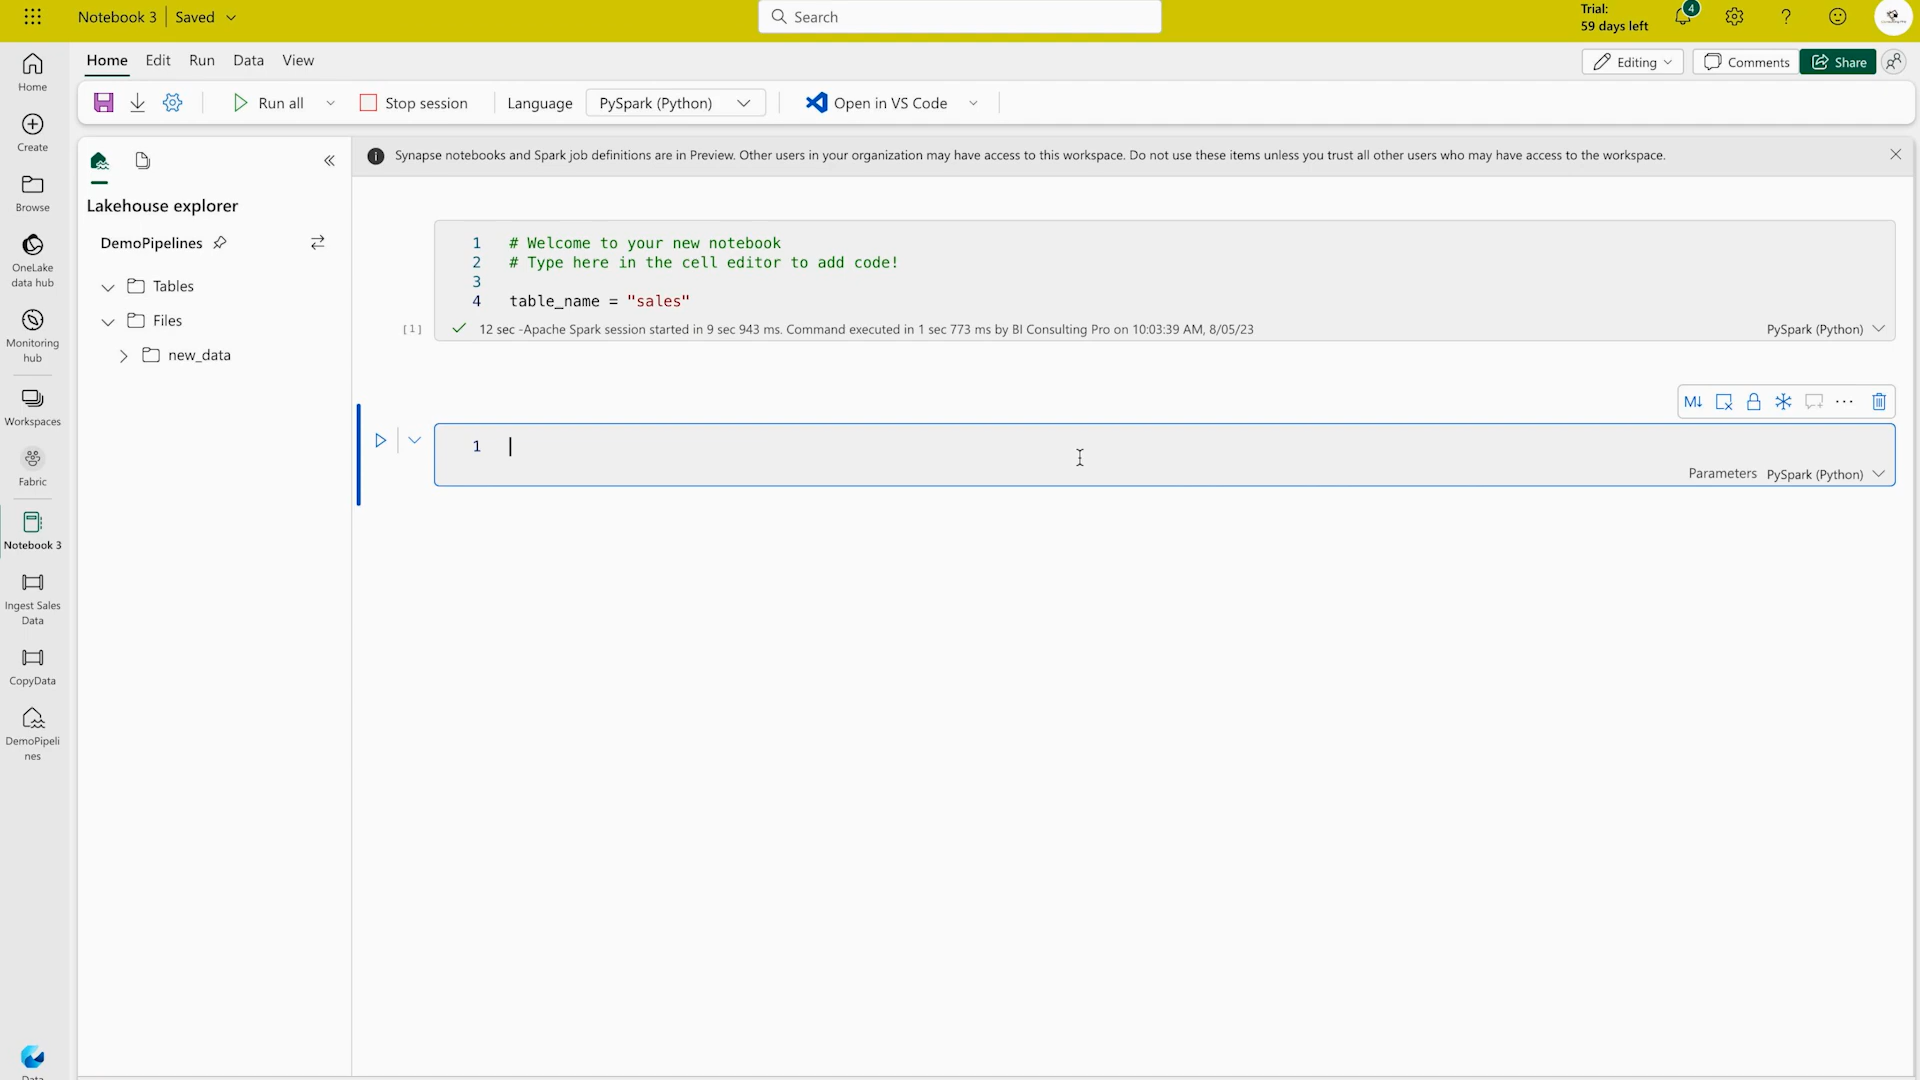 Notebook 3 Saved
Search
Trial:
59 days left
4
Home Edit Run Data View
Editing Comments Share
Run all Stop session Language PySpark (Python) Open in VS Code
Home
Create
Browse
OneLake
data hub
Monitoring
hub
Workspaces
Fabric
Notebook 3
Ingest Sales
Data
CopyData
DemoPipeli
nes
Lakehouse explorer
DemoPipelines
Tables
Files
new_data
Synapse notebooks and Spark job definitions are in Preview. Other users in your organization may have access to this workspace. Do not use these items unless you trust all other users who may have access to the workspace.
1 # Welcome to your new notebook
2 # Type here in the cell editor to add code!
3
4 table_name = "sales"
[1] 12 sec -Apache Spark session started in 9 sec 943 ms. Command executed in 1 sec 773 ms by BI Consulting Pro on 10:03:39 AM, 8/05/23 PySpark (Python)
M↓
1
Parameters PySpark (Python)